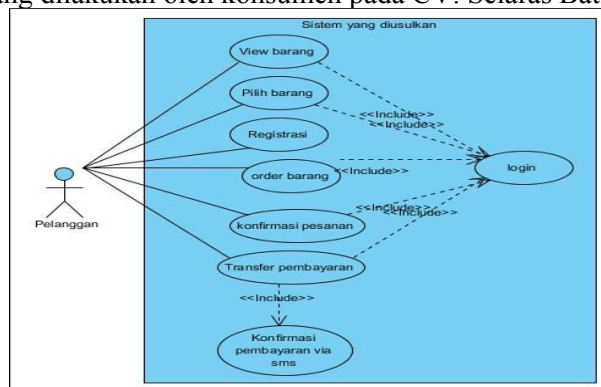 yang dilakukan oleh konsumen pada CV. Selaras Bat
Sistem yang diusulkan
View barang
Pilih barang
<<Include>>
<<Include>>
Registrasi
login
order barang
<<Include>>
Pelanggan
<<Include>>
<<Include>>
konfirmasi pesanan
Transfer pembayaran
<<Include>>
Konfirmasi
pembayaran via
sms